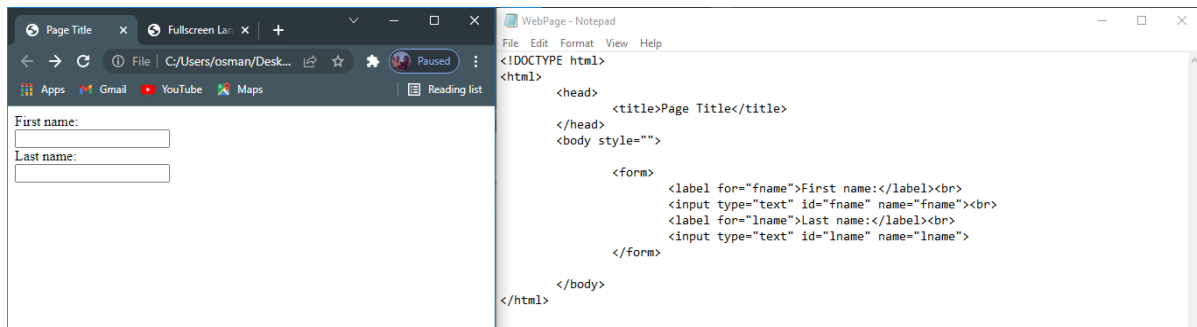 Page Title
Fullscreen Lan
File C:/Users/osman/Desk... Paused
Apps Gmail YouTube Maps Reading list
First name:
Last name:
WebPage - Notepad
File Edit Format View Help
<!DOCTYPE html>
<html>
<head>
<title>Page Title</title>
</head>
<body style="">
<form>
<label for="fname">First name:</label><br>
<input type="text" id="fname" name="fname"><br>
<label for="lname">Last name:</label><br>
<input type="text" id="lname" name="lname">
</form>
</body>
</html>